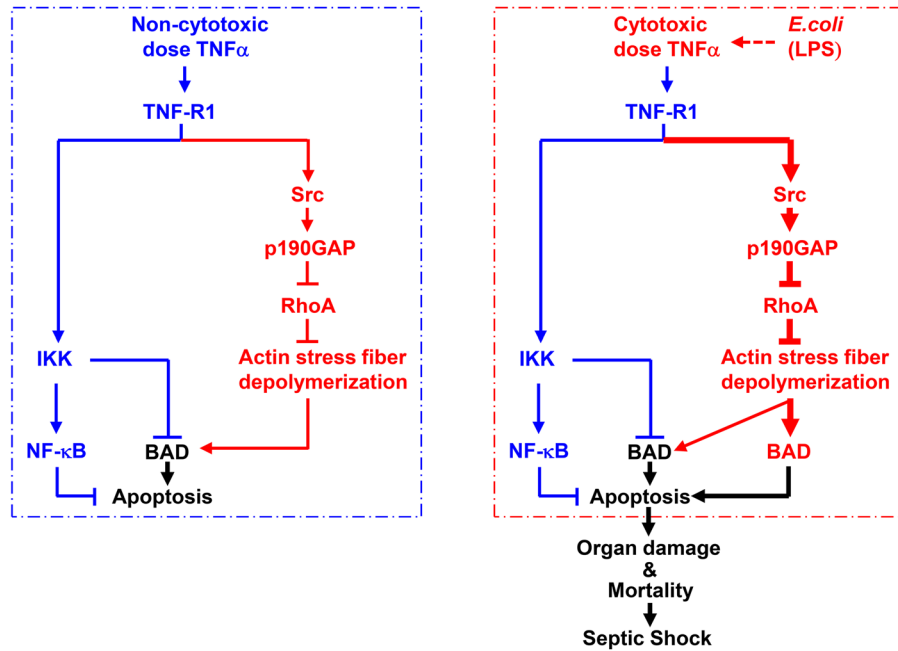 Non-cytotoxic
dose TNFα
TNF-R1
Src
p190GAP
RhoA
IKK
Actin stress fiber
depolymerization
NF-κB
BAD
Apoptosis
Cytotoxic
dose TNFα
E.coli
(LPS)
TNF-R1
Src
p190GAP
RhoA
IKK
Actin stress fiber
depolymerization
NF-κB
BAD
BAD
Apoptosis
Organ damage
&
Mortality
Septic Shock